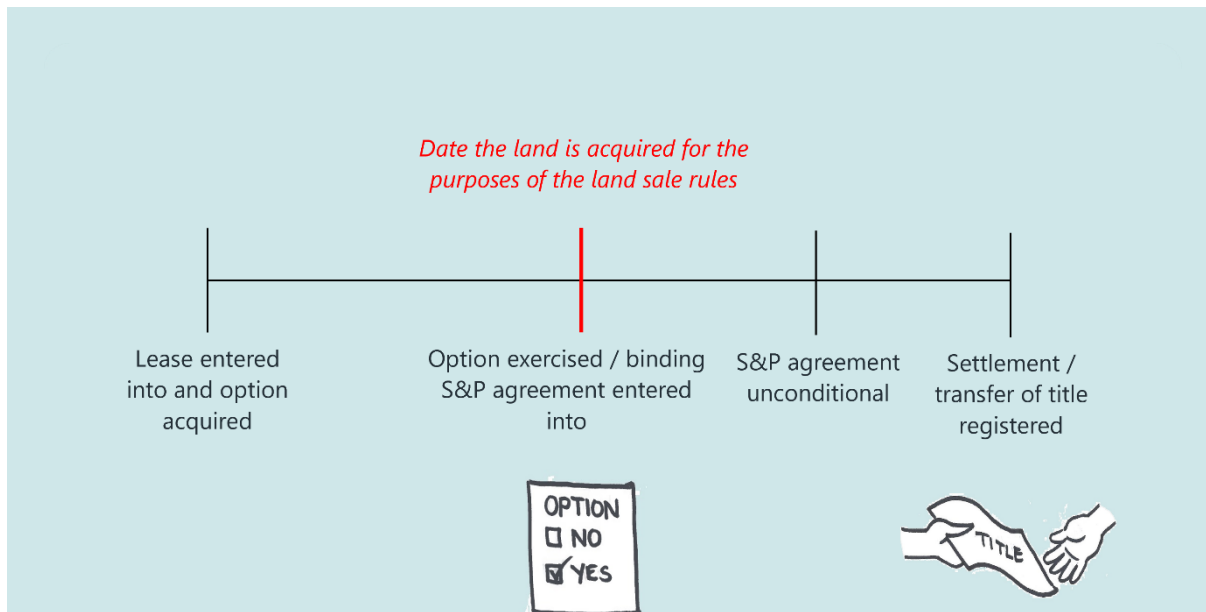 Date the land is acquired for the
purposes of the land sale rules
Lease entered
into and option
acquired
Option exercised / binding
S&P agreement entered
into
S&P agreement
unconditional
Settlement /
transfer of title
registered
OPTION
NO
YES
TITLE